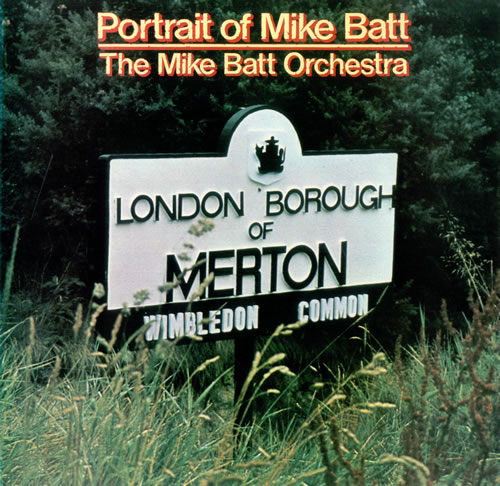 Portrait of Mike Batt
The Mike Batt Orchestra
LONDON BOROUGH
OF
MERTON
WIMBLEDON COMMON